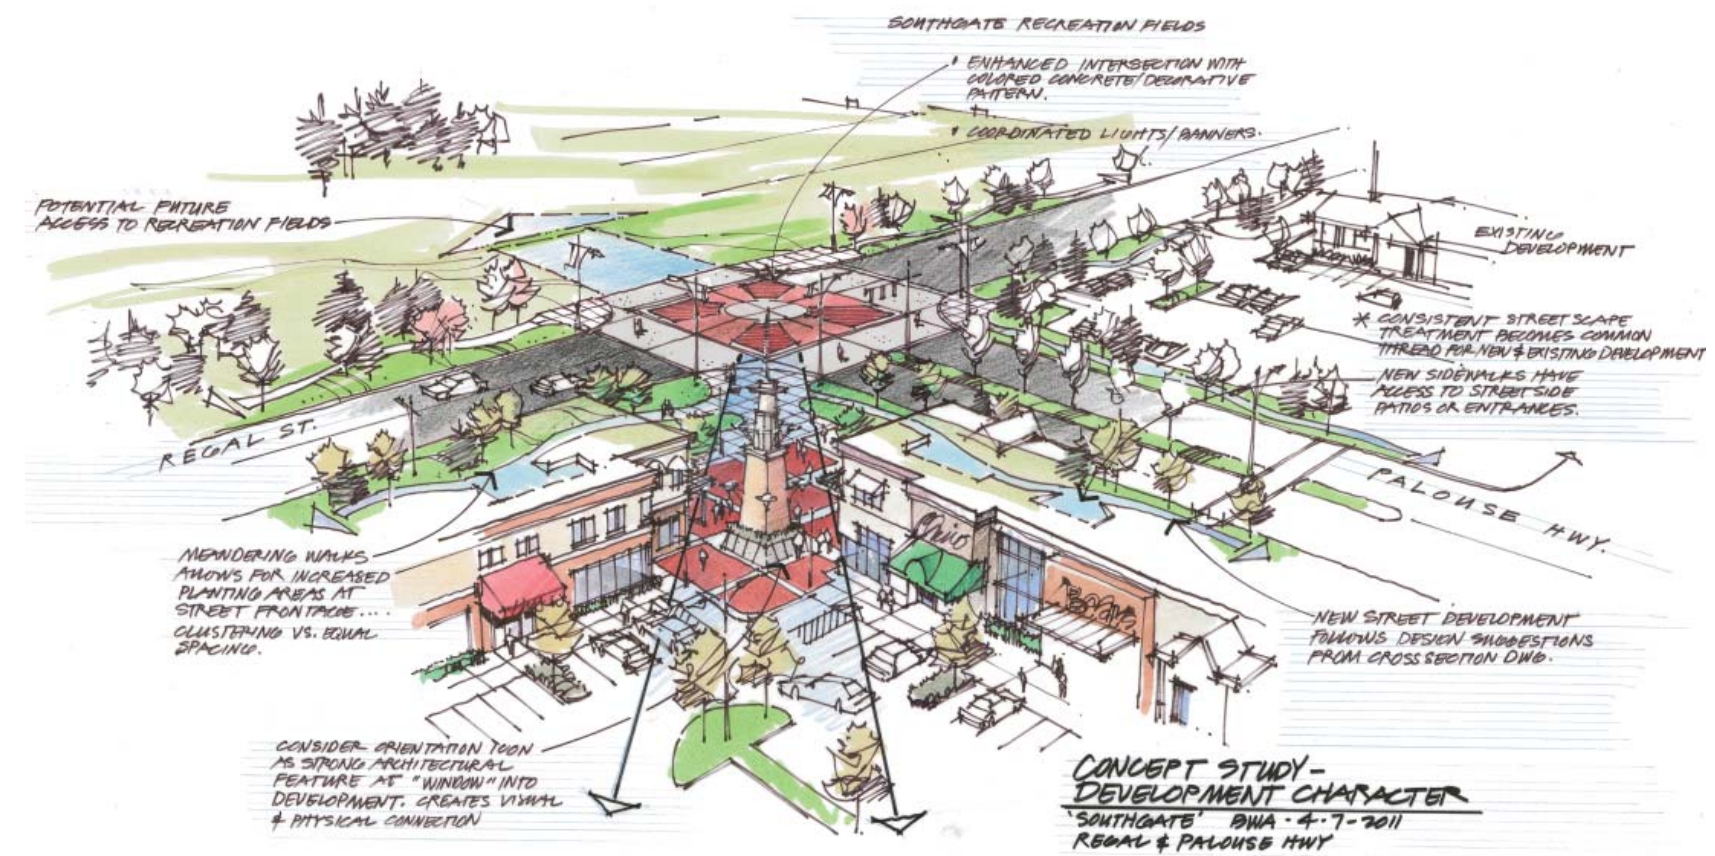 SOUTHGATE RECREATION FIELDS
• ENHANCED INTERSECTION WITH
COLORED CONCRETE/DECORATIVE
PATTERN.
• COORDINATED LIGHTS/BANNERS.
POTENTIAL FUTURE
ACCESS TO RECREATION FIELDS
EXISTING
DEVELOPMENT
* CONSISTENT STREETSCAPE
TREATMENT BECOMES COMMON
THREAD FOR NEW & EXISTING DEVELOPMENT
NEW SIDEWALKS HAVE
ACCESS TO STREET SIDE
PATIOS OR ENTRANCES.
REGAL ST.
PALOUSE HWY.
MEANDERING WALKS
ALLOWS FOR INCREASED
PLANTING AREAS AT
STREET FRONTAGE...
CLUSTERING VS. EQUAL
SPACING.
NEW STREET DEVELOPMENT
FOLLOWS DESIGN SUGGESTIONS
FROM CROSSSECTION DWG.
CONSIDER ORIENTATION ICON
AS STRONG ARCHITECTURAL
FEATURE AT "WINDOW" INTO
DEVELOPMENT. CREATES VISUAL
& PHYSICAL CONNECTION
CONCEPT STUDY-
DEVELOPMENT CHARACTER
'SOUTHGATE' BWA · 4-7-2011
REGAL & PALOUSE HWY